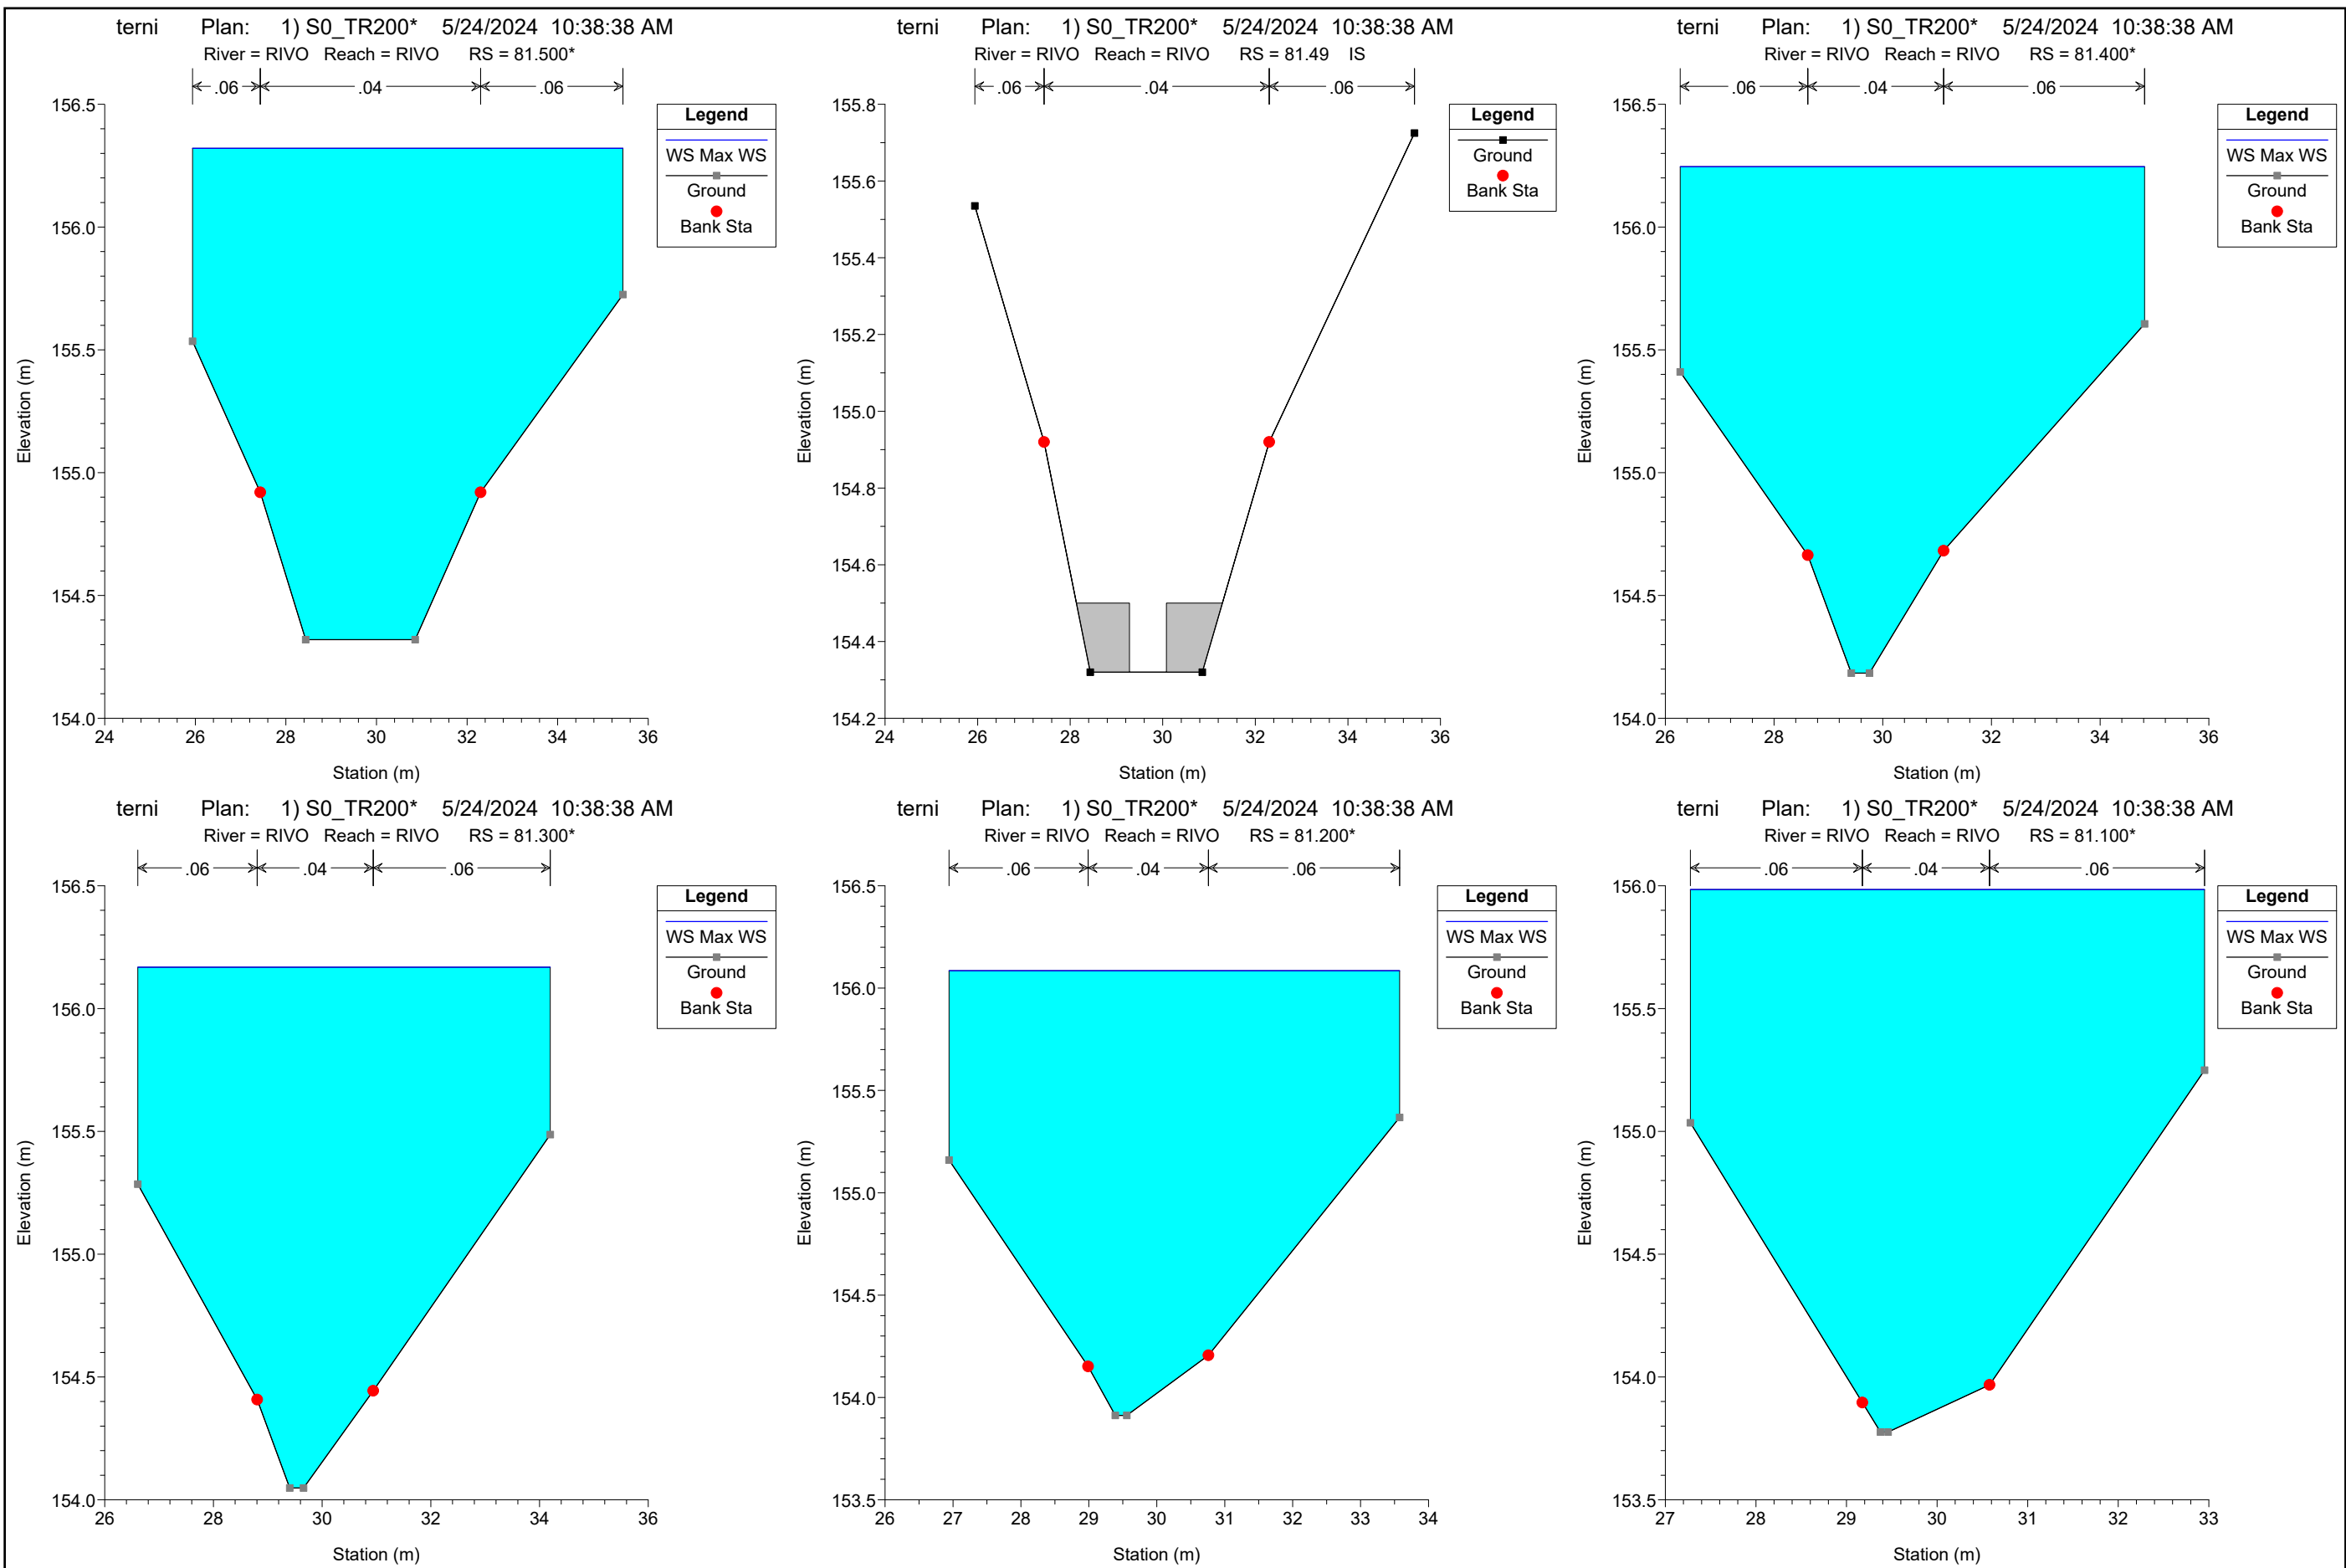 terni Plan: 1) S0_TR200* 5/24/2024 10:38:38 AM
River = RIVO Reach = RIVO RS = 81.500*
.06 .04 .06
Legend
WS Max WS
Ground
Bank Sta
156.5
156.0
155.5
155.0
154.5
154.0
Elevation (m)
24 26 28 30 32 34 36
Station (m)
terni Plan: 1) S0_TR200* 5/24/2024 10:38:38 AM
River = RIVO Reach = RIVO RS = 81.49 IS
.06 .04 .06
Legend
Ground
Bank Sta
155.8
155.6
155.4
155.2
155.0
154.8
154.6
154.4
154.2
Elevation (m)
24 26 28 30 32 34 36
Station (m)
terni Plan: 1) S0_TR200* 5/24/2024 10:38:38 AM
River = RIVO Reach = RIVO RS = 81.400*
.06 .04 .06
Legend
WS Max WS
Ground
Bank Sta
156.5
156.0
155.5
155.0
154.5
154.0
Elevation (m)
26 28 30 32 34 36
Station (m)
terni Plan: 1) S0_TR200* 5/24/2024 10:38:38 AM
River = RIVO Reach = RIVO RS = 81.300*
.06 .04 .06
Legend
WS Max WS
Ground
Bank Sta
156.5
156.0
155.5
155.0
154.5
154.0
Elevation (m)
26 28 30 32 34 36
Station (m)
terni Plan: 1) S0_TR200* 5/24/2024 10:38:38 AM
River = RIVO Reach = RIVO RS = 81.200*
.06 .04 .06
Legend
WS Max WS
Ground
Bank Sta
156.5
156.0
155.5
155.0
154.5
154.0
153.5
Elevation (m)
26 27 28 29 30 31 32 33 34
Station (m)
terni Plan: 1) S0_TR200* 5/24/2024 10:38:38 AM
River = RIVO Reach = RIVO RS = 81.100*
.06 .04 .06
Legend
WS Max WS
Ground
Bank Sta
156.0
155.5
155.0
154.5
154.0
153.5
Elevation (m)
27 28 29 30 31 32 33
Station (m)